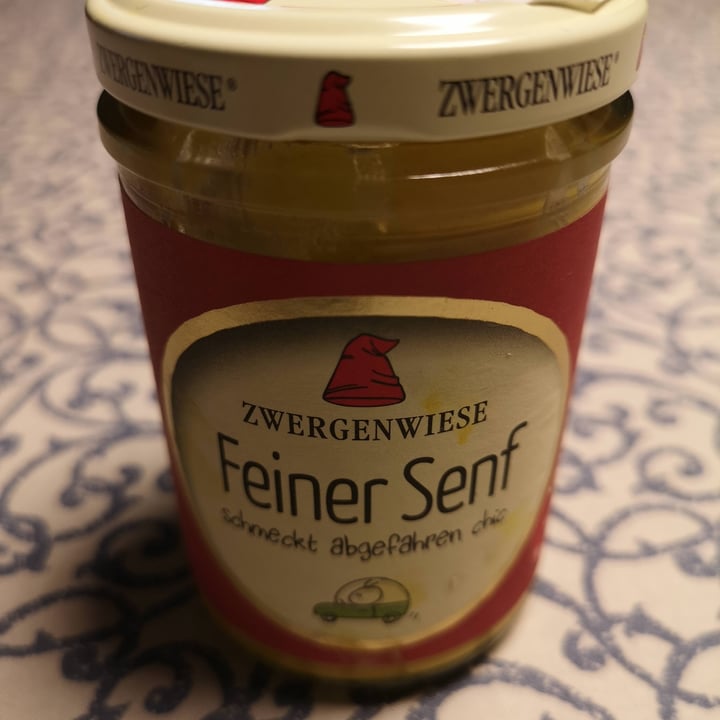 ZWERGENWIESE®
ZWERGENWIESE®
ZWERGENWIESE
Feiner Senf
schmeckt abgefahren chic